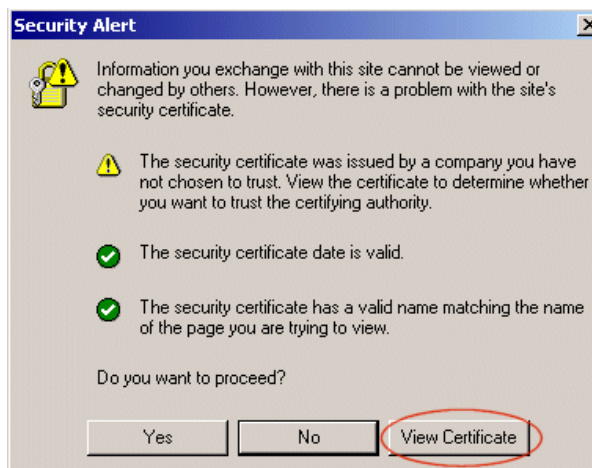 Security Alert
Information you exchange with this site cannot be viewed or
changed by others. However, there is a problem with the site's
security certificate.
The security certificate was issued by a company you have
not chosen to trust. View the certificate to determine whether
you want to trust the certifying authority.
The security certificate date is valid.
The security certificate has a valid name matching the name
of the page you are trying to view.
Do you want to proceed?
Yes
No
View Certificate